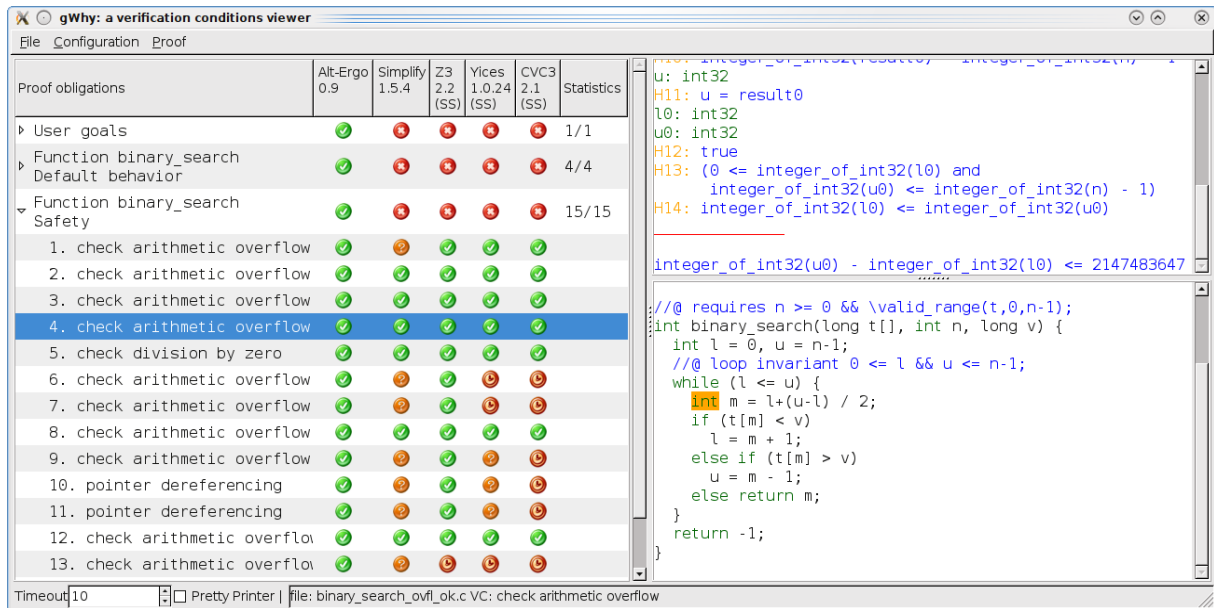 gWhy: a verification conditions viewer
File Configuration Proof
Proof obligations
Alt-Ergo 0.9
Simplify 1.5.4
Z3 2.2 (SS)
Yices 1.0.24 (SS)
CVC3 2.1 (SS)
Statistics
User goals 1/1
Function binary_search
Default behavior 4/4
Function binary_search
Safety 15/15
1. check arithmetic overflow
2. check arithmetic overflow
3. check arithmetic overflow
4. check arithmetic overflow
5. check division by zero
6. check arithmetic overflow
7. check arithmetic overflow
8. check arithmetic overflow
9. check arithmetic overflow
10. pointer dereferencing
11. pointer dereferencing
12. check arithmetic overflo
13. check arithmetic overflo
u: int32
H11: u = result0
l0: int32
u0: int32
H12: true
H13: (0 <= integer_of_int32(l0) and
integer_of_int32(u0) <= integer_of_int32(n) - 1)
H14: integer_of_int32(l0) <= integer_of_int32(u0)
integer_of_int32(u0) - integer_of_int32(l0) <= 2147483647
//@ requires n >= 0 && \valid_range(t,0,n-1);
int binary_search(long t[], int n, long v) {
int l = 0, u = n-1;
//@ loop invariant 0 <= l && u <= n-1;
while (l <= u) {
int m = l+(u-l) / 2;
if (t[m] < v)
l = m + 1;
else if (t[m] > v)
u = m - 1;
else return m;
}
return -1;
}
Timeout 10 Pretty Printer | file: binary_search_ovfl_ok.c VC: check arithmetic overflow